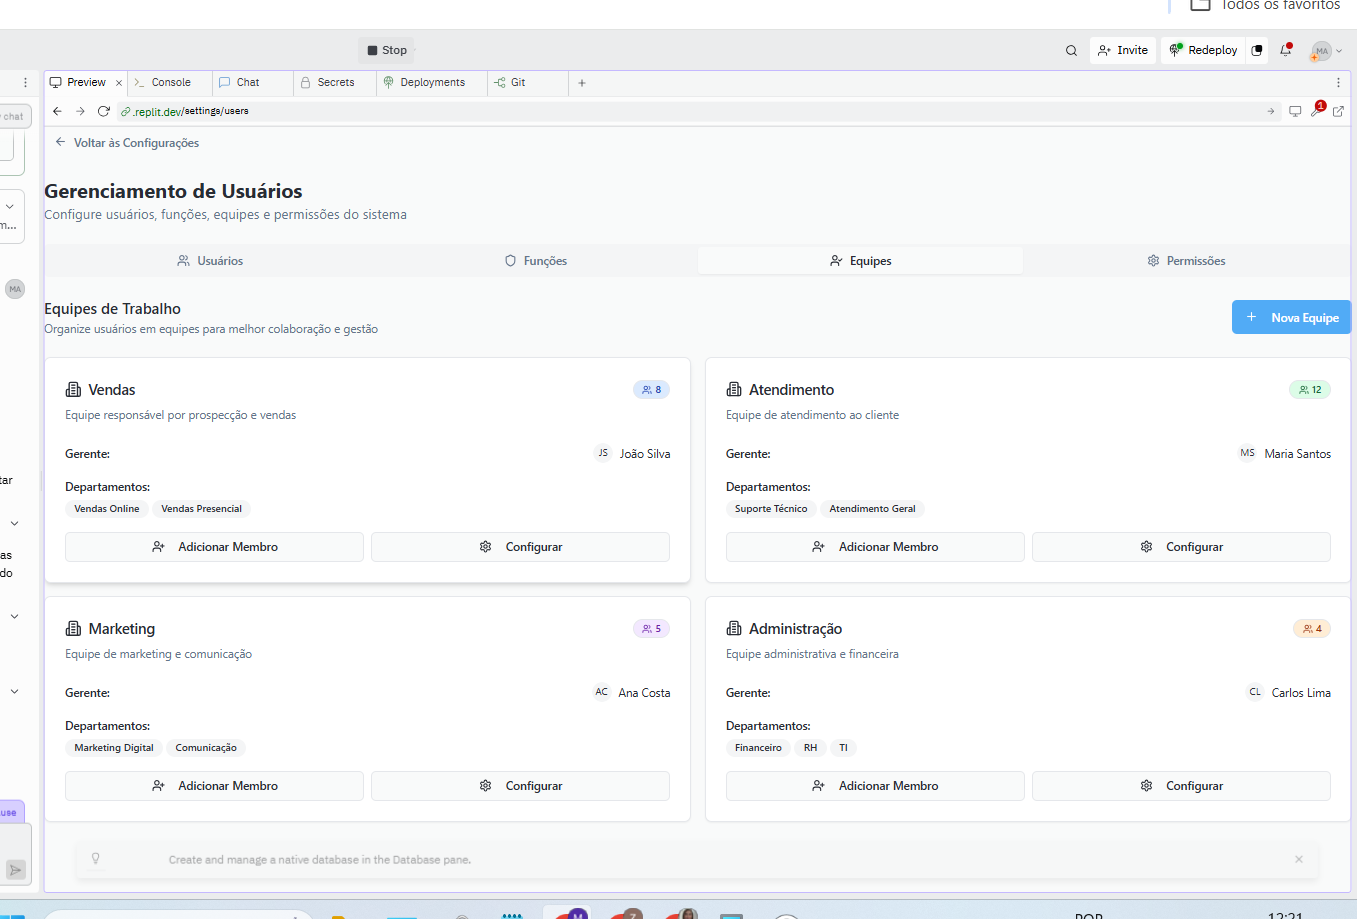 Todos os favoritos
Stop
Invite
Redeploy
MA
Preview
Console
Chat
Secrets
Deployments
Git
chat
.replit.dev/settings/users
1
Voltar às Configurações
Gerenciamento de Usuários
Configure usuários, funções, equipes e permissões do sistema
m...
Usuários
Funções
Equipes
Permissões
MA
Equipes de Trabalho
Organize usuários em equipes para melhor colaboração e gestão
Nova Equipe
Vendas
8
Equipe responsável por prospecção e vendas
Gerente:
JS João Silva
Departamentos:
Vendas Online
Vendas Presencial
Adicionar Membro
Configurar
Atendimento
12
Equipe de atendimento ao cliente
Gerente:
MS Maria Santos
Departamentos:
Suporte Técnico
Atendimento Geral
Adicionar Membro
Configurar
tar
as
do
Marketing
5
Equipe de marketing e comunicação
Gerente:
AC Ana Costa
Departamentos:
Marketing Digital
Comunicação
Adicionar Membro
Configurar
Administração
4
Equipe administrativa e financeira
Gerente:
CL Carlos Lima
Departamentos:
Financeiro
RH
TI
Adicionar Membro
Configurar
use
Create and manage a native database in the Database pane.
M
Z
POR
12:21